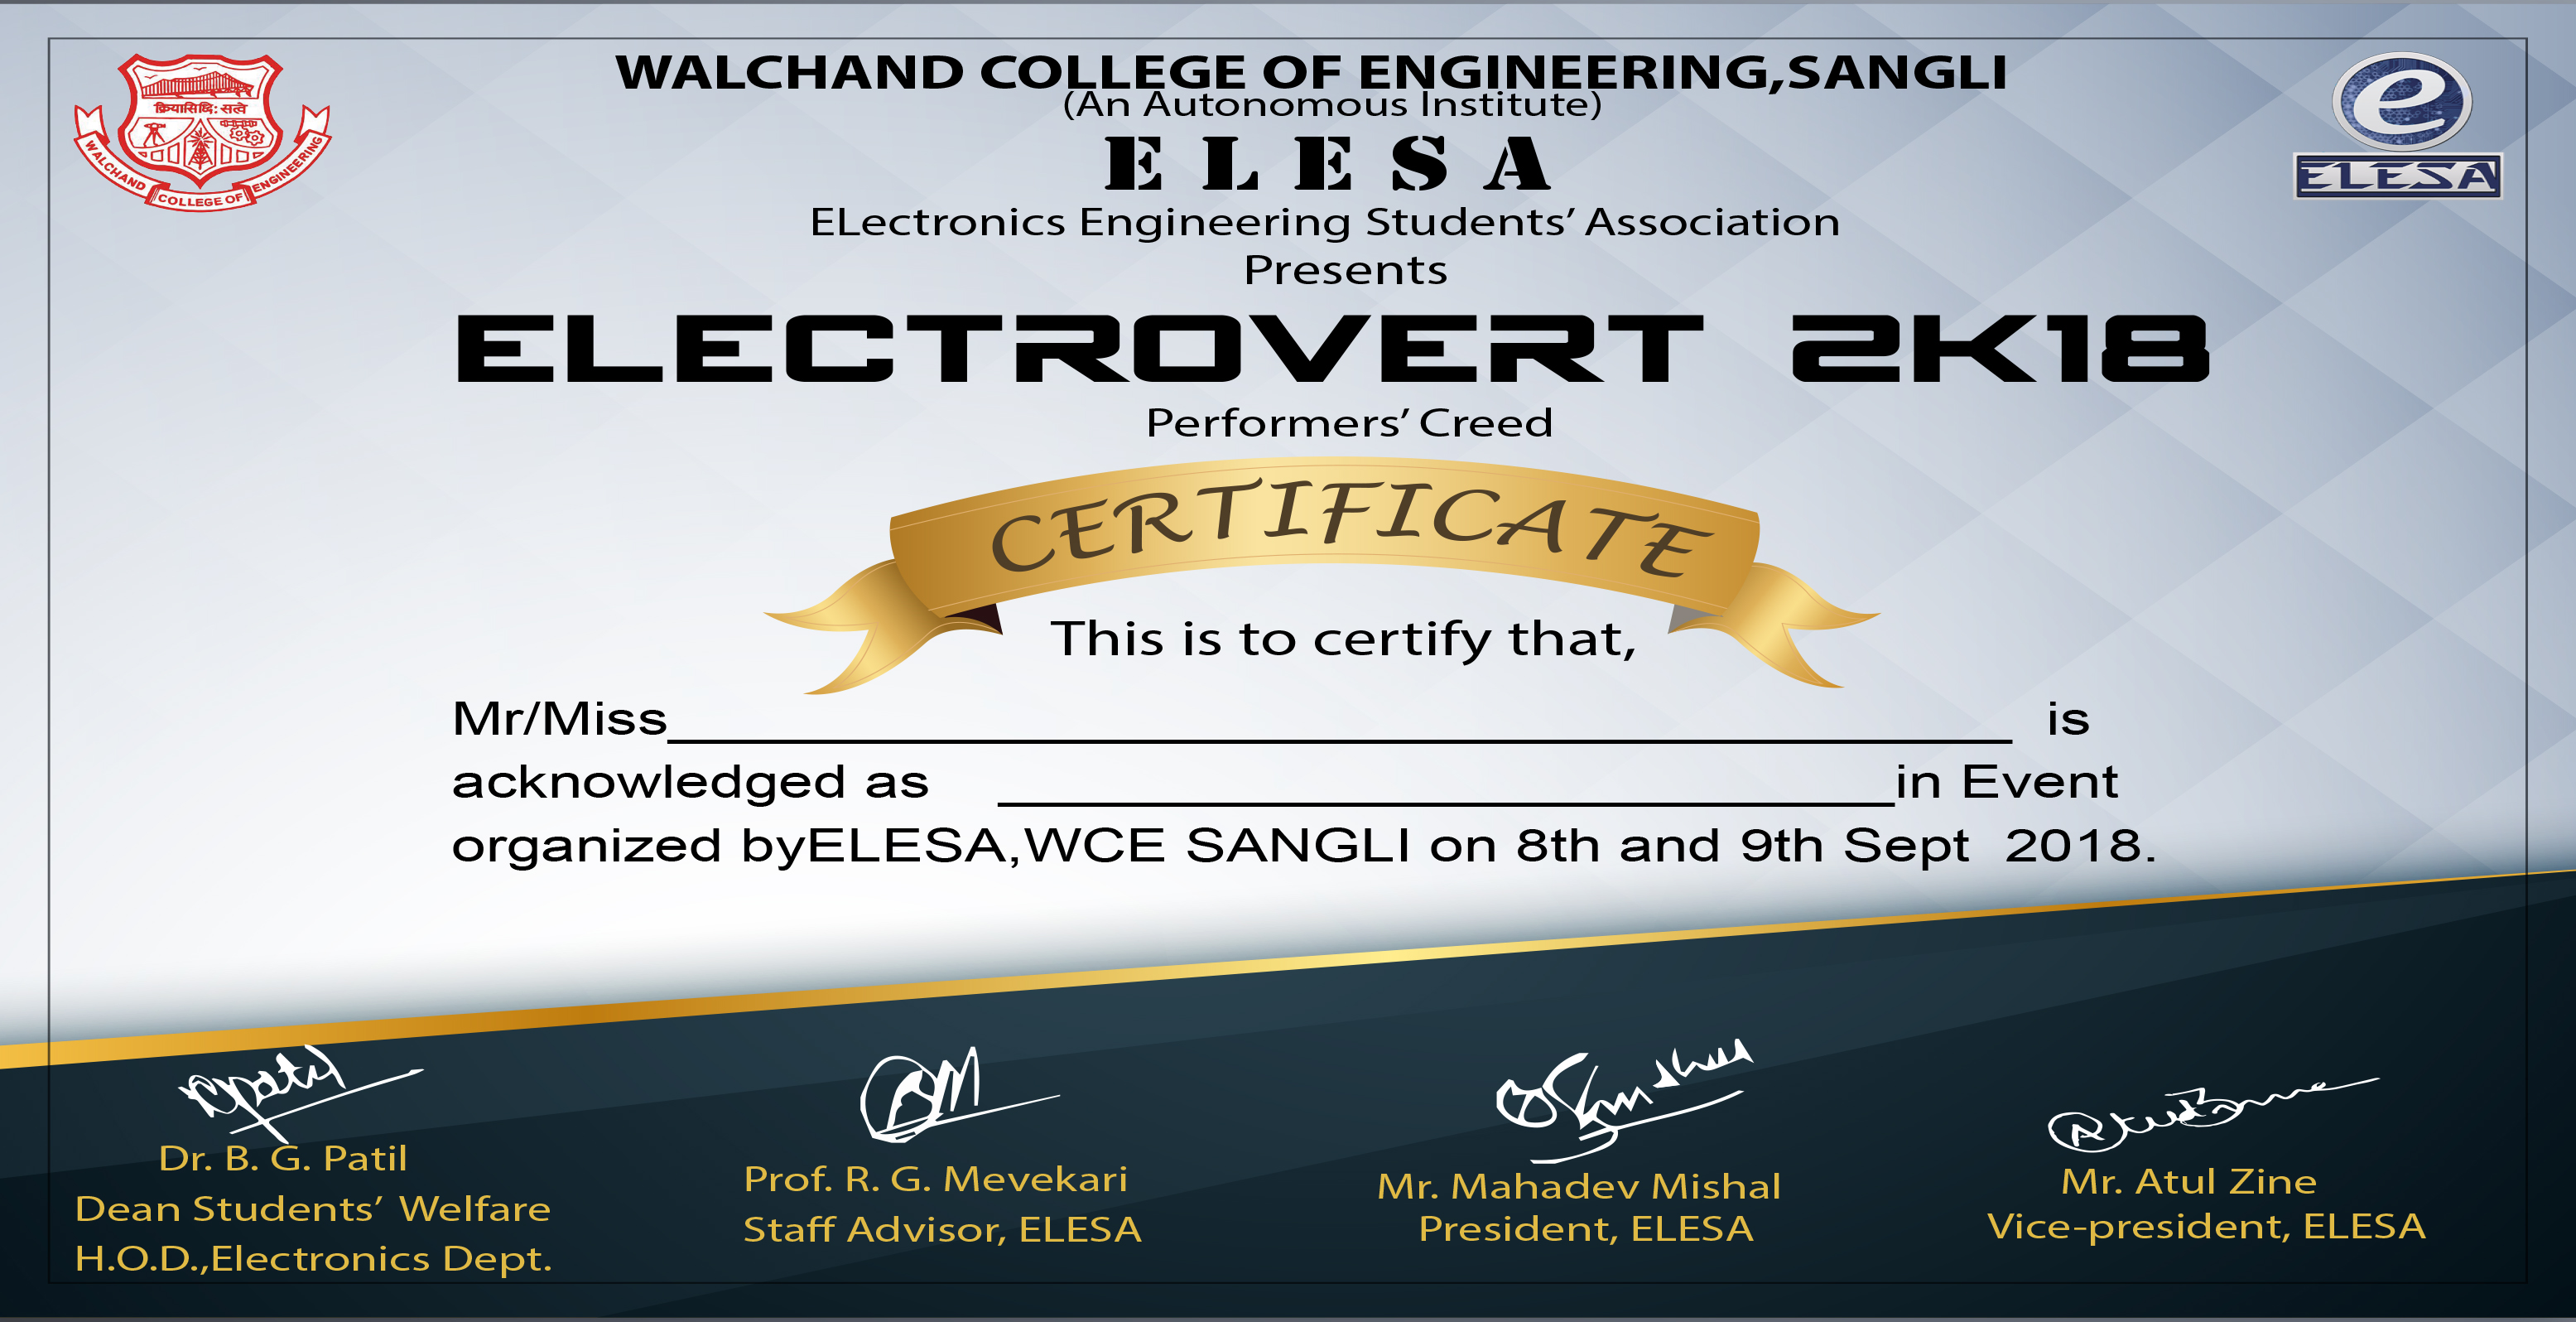 WALCHAND COLLEGE OF ENGINEERING,SANGLI
(An Autonomous Institute)
E L E S A
ELectronics Engineering Students’ Association
Presents
ELECTROVERT 2K18
Performers’ Creed
क्रियासिध्दि: सत्वे
WALCHAND COLLEGE OF ENGINEERING
e
ELESA
CERTIFICATE
This is to certify that,
Mr/Miss____________________ is
acknowledged as ____________________in Event
organized byELESA,WCE SANGLI on 8th and 9th Sept 2018.
Dr. B. G. Patil
Dean Students’ Welfare
H.O.D.,Electronics Dept.
Prof. R. G. Mevekari
Staff Advisor, ELESA
Mr. Mahadev Mishal
President, ELESA
Mr. Atul Zine
Vice-president, ELESA